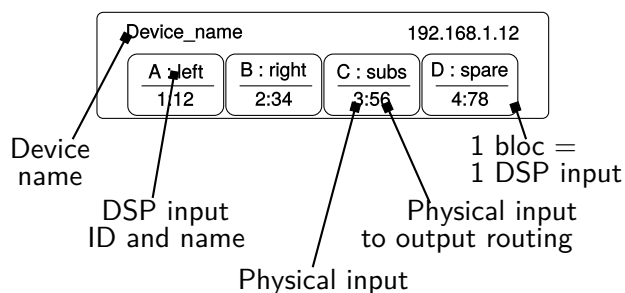 Device_name 192.168.1.12
A : left B : right C : subs D : spare
1:12 2:34 3:56 4:78
Device
name
1 bloc =
1 DSP input
DSP input
ID and name
Physical input
to output routing
Physical input